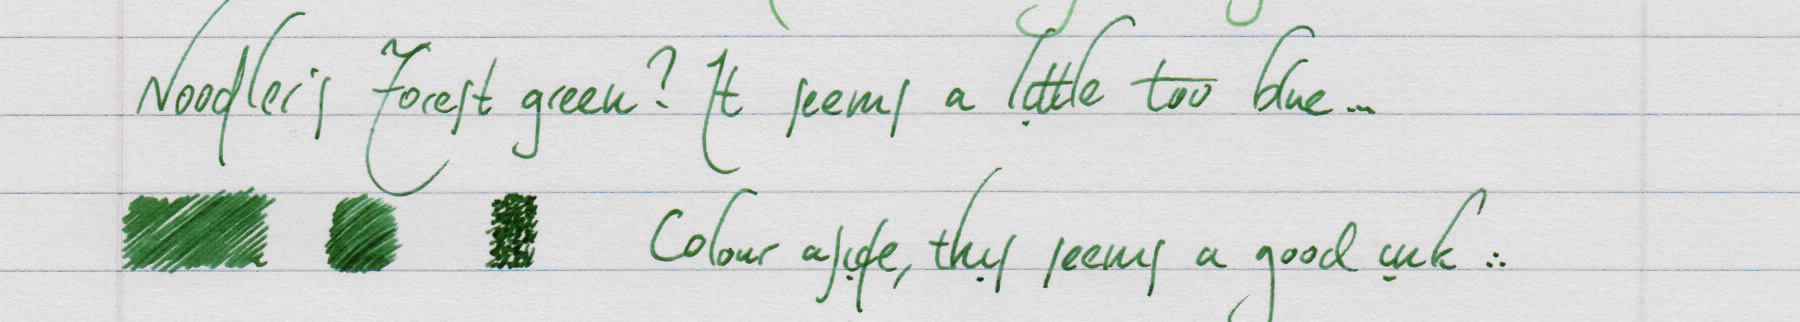 Noodler's Forest green? It seems a little too blue...
Colour aside, this seems a good ink ∴